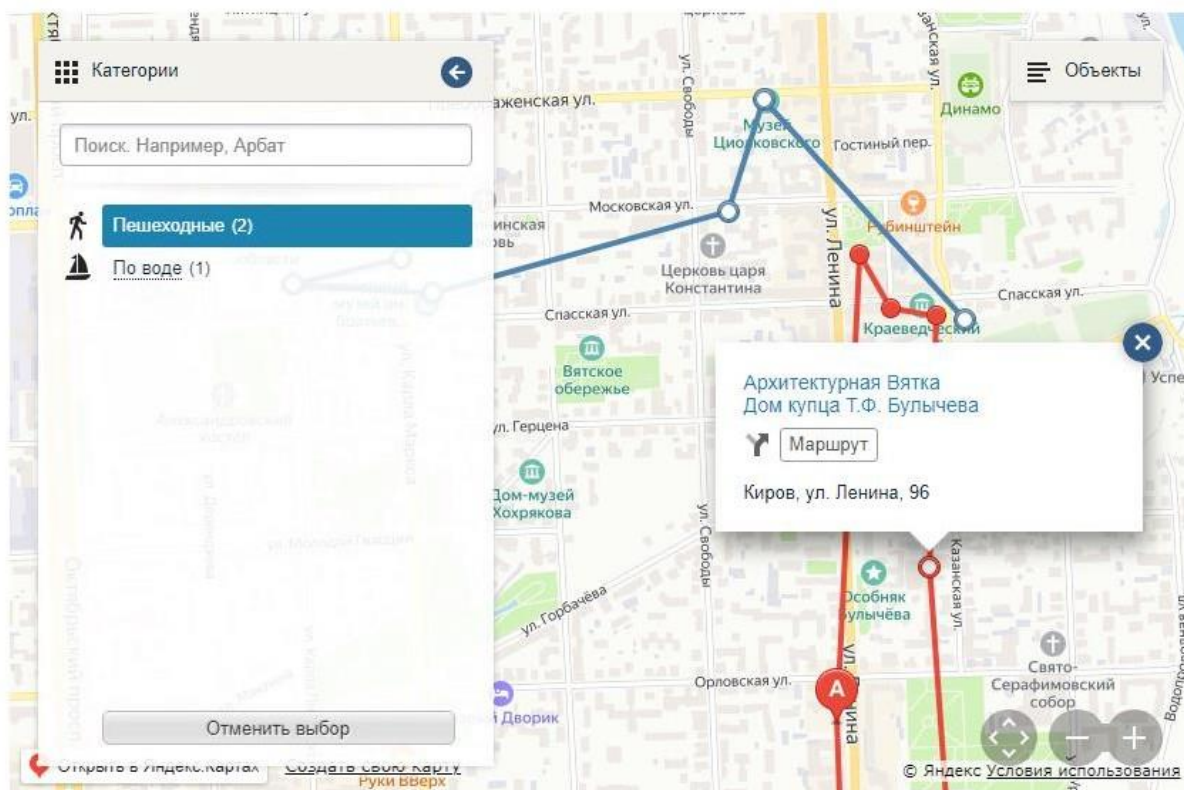 Категории
Объекты
Поиск. Например, Арбат
Пешеходные (2)
По воде (1)
Отменить выбор
аженская ул.
ул. Свободы
Казанская ул.
Динамо
Музей
Циолковского
Гостиный пер.
Московская ул.
ул. Ленина
Рубинштейн
Церковь царя
Константина
Спасская ул.
Спасская ул.
Краеведческий
Вятское
обережье
ул. Герцена
Дом-музей
Хохрякова
Архитектурная Вятка
Дом купца Т.Ф. Булычева
Маршрут
Киров, ул. Ленина, 96
ул. Свободы
Казанская ул.
Особняк
Булычёва
ул. Горбачёва
Орловская ул.
A
ул. Ленина
Свято-
Серафимовский
собор
й Дворик
Открыть в Яндекс.Картах
Создать свою карту
Руки ВВерх
© Яндекс Условия использования